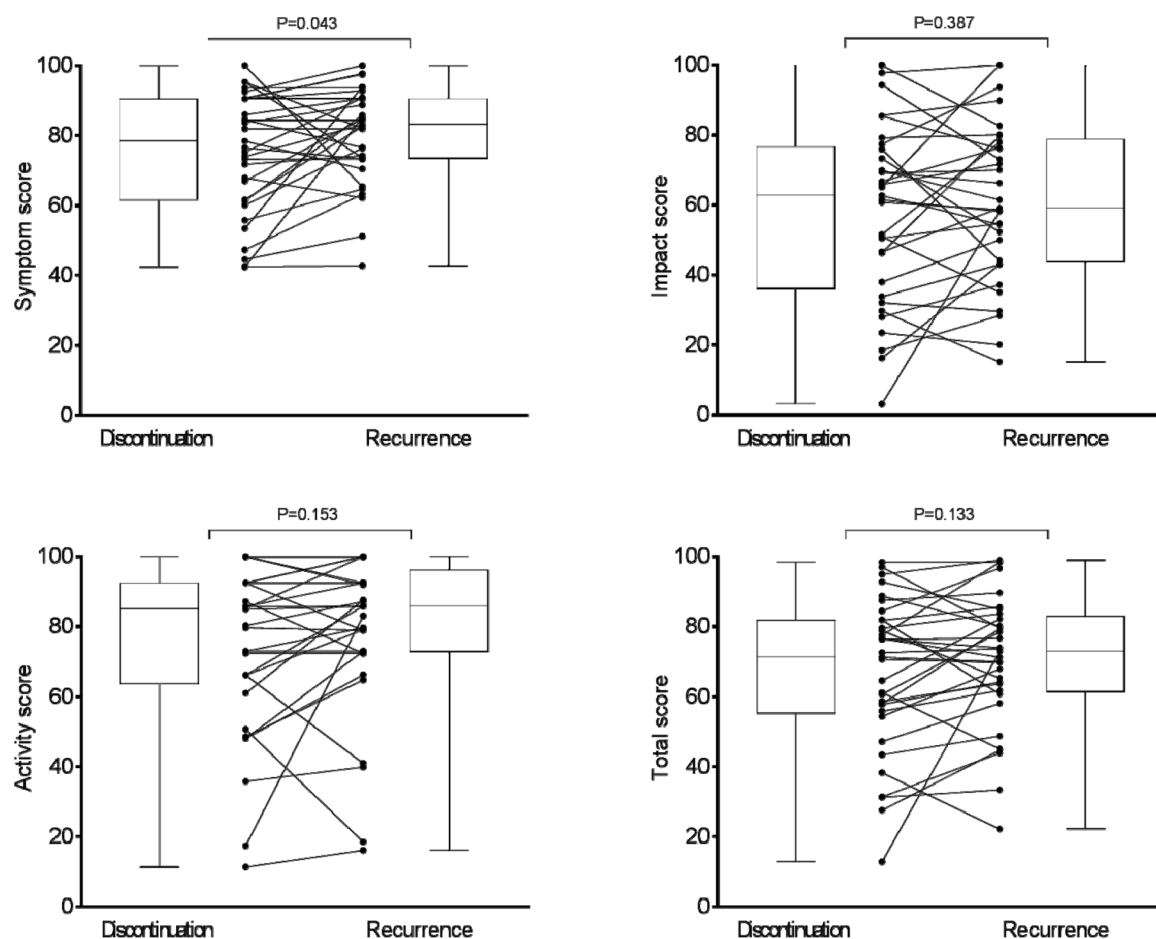 P=0.043
100
80
60
40
20
0
Symptom score
Discontinuation Recurrence
P=0.387
100
80
60
40
20
0
Impact score
Discontinuation Recurrence
P=0.153
100
80
60
40
20
0
Activity score
Discontinuation Recurrence
P=0.133
100
80
60
40
20
0
Total score
Discontinuation Recurrence